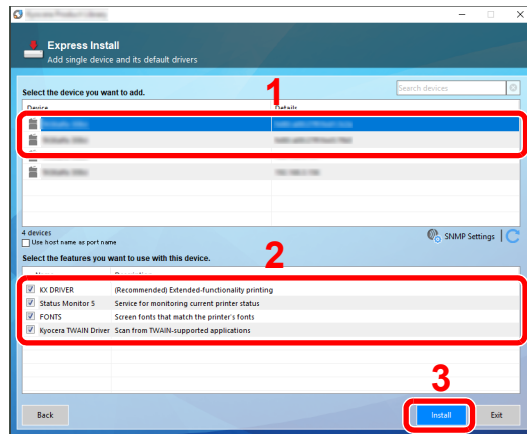 Express Install
Add single device and its default drivers
1
Select the device you want to add.
Search devices
Device Details
4 devices
Use host name as port name
SNMP Settings
2
Select the features you want to use with this device.
Name Description
KX DRIVER (Recommended) Extended-functionality printing
Status Monitor 5 Service for monitoring current printer status
FONTS Screen fonts that match the printer's fonts
Kyocera TWAIN Driver Scan from TWAIN-supported applications
3
Back Install Exit